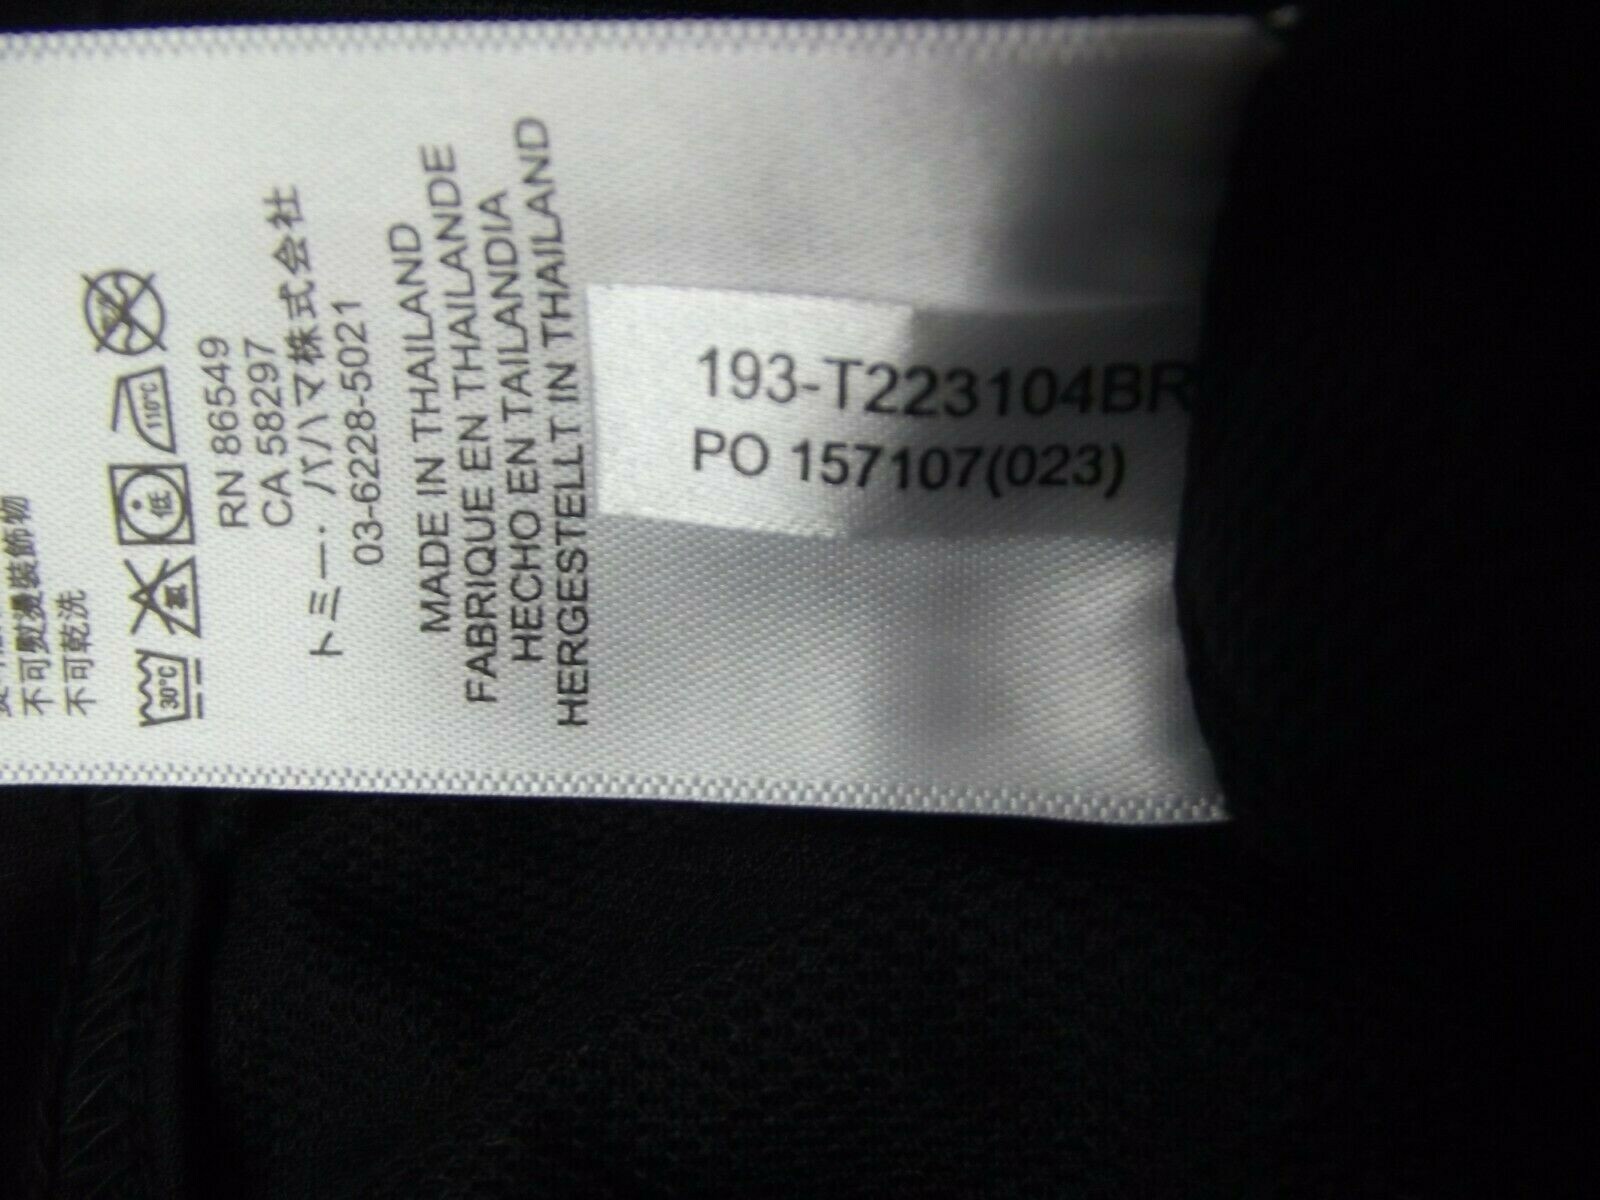 不可熨燙裝飾物
不可乾洗
30°C
低
110°C
RN 86549
CA 58297
トミー・バハマ株式会社
03-6228-5021
MADE IN THAILAND
FABRIQUE EN THAILANDE
HECHO EN TAILANDIA
HERGESTELLT IN THAILAND
193-T223104BR
PO 157107(023)